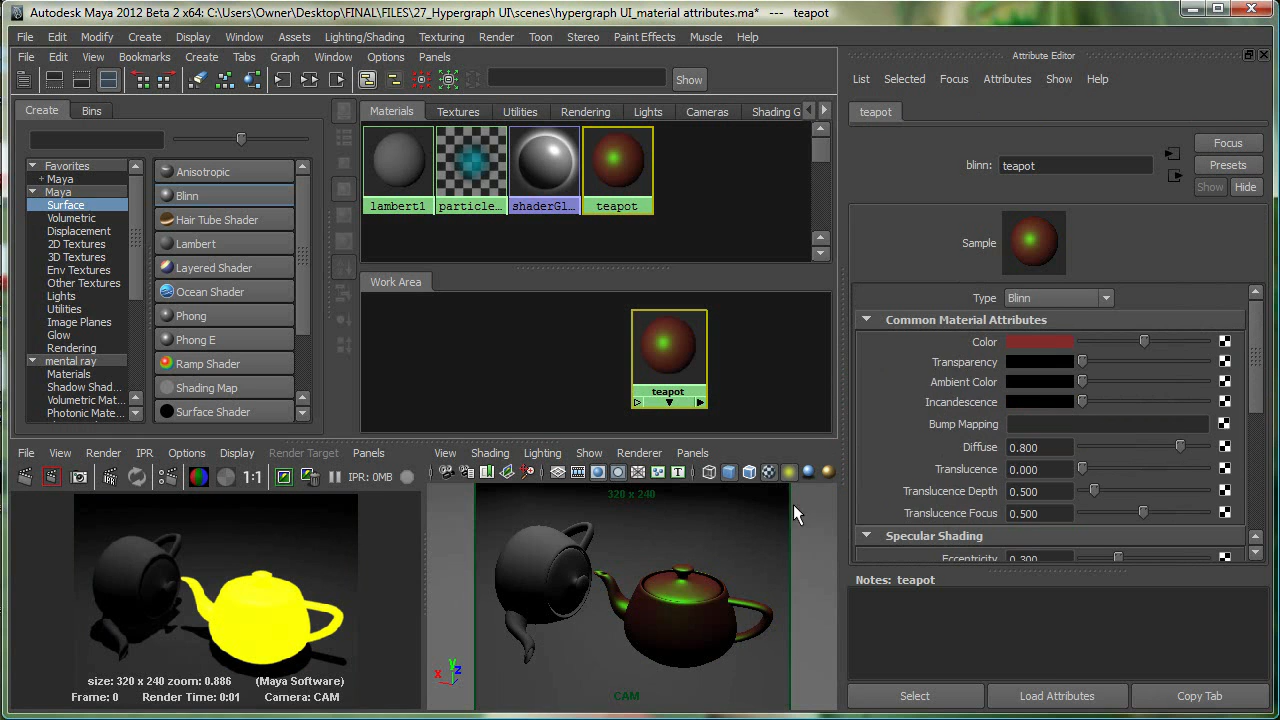 Autodesk Maya 2012 Beta 2 x64: C:\Users\Owner\Desktop\FINAL\FILES\27_Hypergraph UI\scenes\hypergraph UI_material attributes.ma* --- teapot
File Edit Modify Create Display Window Assets Lighting/Shading Texturing Render Toon Stereo Paint Effects Muscle Help
File Edit View Bookmarks Create Tabs Graph Window Options Panels
Show
Create Bins
Favorites
+ Maya
Maya
Surface
Volumetric
Displacement
2D Textures
3D Textures
Env Textures
Other Textures
Lights
Utilities
Image Planes
Glow
Rendering
mental ray
Materials
Shadow Shad...
Volumetric Mat...
Photonic Mate...
Anisotropic
Blinn
Hair Tube Shader
Lambert
Layered Shader
Ocean Shader
Phong
Phong E
Ramp Shader
Shading Map
Surface Shader
Materials Textures Utilities Rendering Lights Cameras Shading G
lambert1 particle... shaderGl... teapot
Work Area
teapot
File View Render IPR Options Display Render Target Panels
1:1 IPR: 0MB
size: 320 x 240 zoom: 0.886 (Maya Software)
Frame: 0 Render Time: 0:01 Camera: CAM
View Shading Lighting Show Renderer Panels
320 x 240
y
x z
CAM
Attribute Editor
List Selected Focus Attributes Show Help
teapot
blinn: teapot
Focus
Presets
Show Hide
Sample
Type Blinn
Common Material Attributes
Color
Transparency
Ambient Color
Incandescence
Bump Mapping
Diffuse 0.800
Translucence 0.000
Translucence Depth 0.500
Translucence Focus 0.500
Specular Shading
Eccentricity 0.300
Notes: teapot
Select Load Attributes Copy Tab